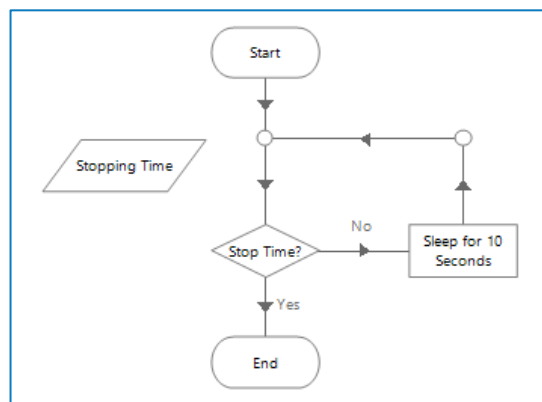 Start
Stopping Time
Stop Time?
No
Sleep for 10
Seconds
Yes
End